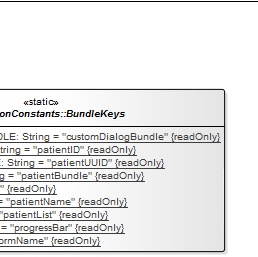 «static»
onConstants::BundleKeys
DLE: String = "customDialogBundle" {readOnly}
tring = "patientID" {readOnly}
: String = "patientUUID" {readOnly}
g = "patientBundle" {readOnly}
" {readOnly}
= "patientName" {readOnly}
"patientList" {readOnly}
= "progressBar" {readOnly}
ormName" {readOnly}